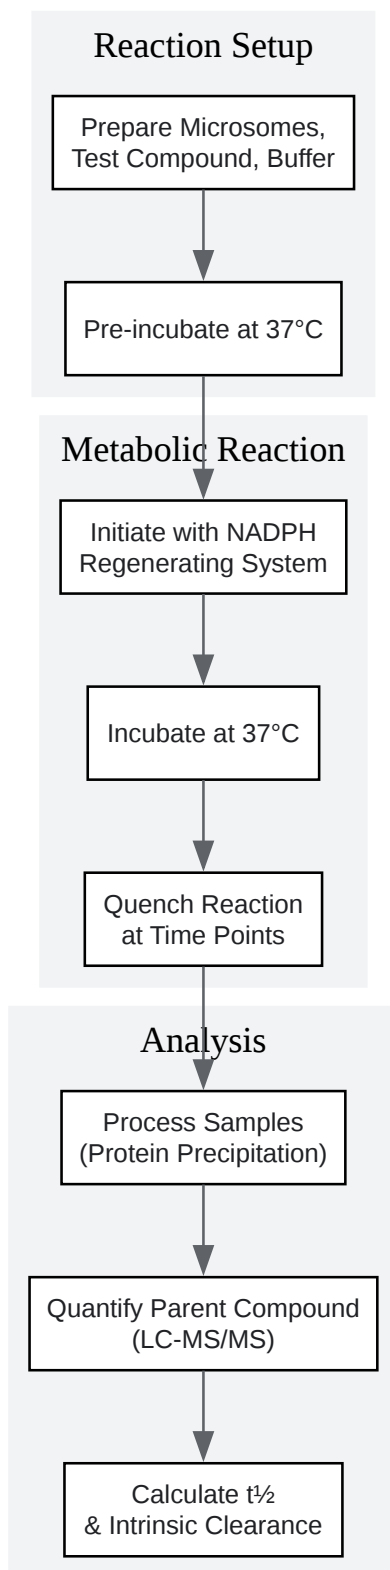 Reaction Setup
Prepare Microsomes,
Test Compound, Buffer
Pre-incubate at 37°C
Metabolic Reaction
Initiate with NADPH
Regenerating System
Incubate at 37°C
Quench Reaction
at Time Points
Analysis
Process Samples
(Protein Precipitation)
Quantify Parent Compound
(LC-MS/MS)
Calculate t½
& Intrinsic Clearance